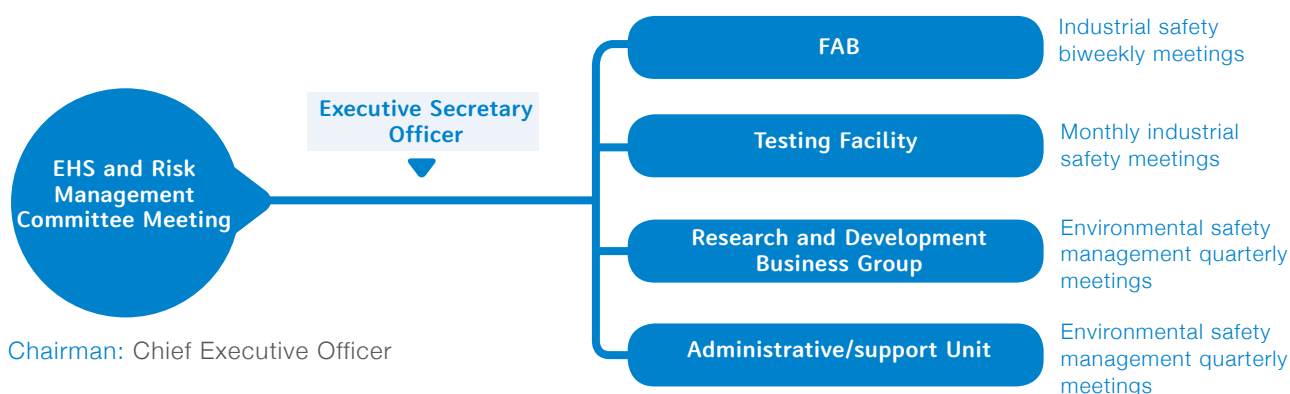 EHS and Risk
Management
Committee Meeting
Chairman: Chief Executive Officer
Executive Secretary
Officer
FAB
Industrial safety
biweekly meetings
Testing Facility
Monthly industrial
safety meetings
Research and Development
Business Group
Environmental safety
management quarterly
meetings
Administrative/support Unit
Environmental safety
management quarterly
meetings